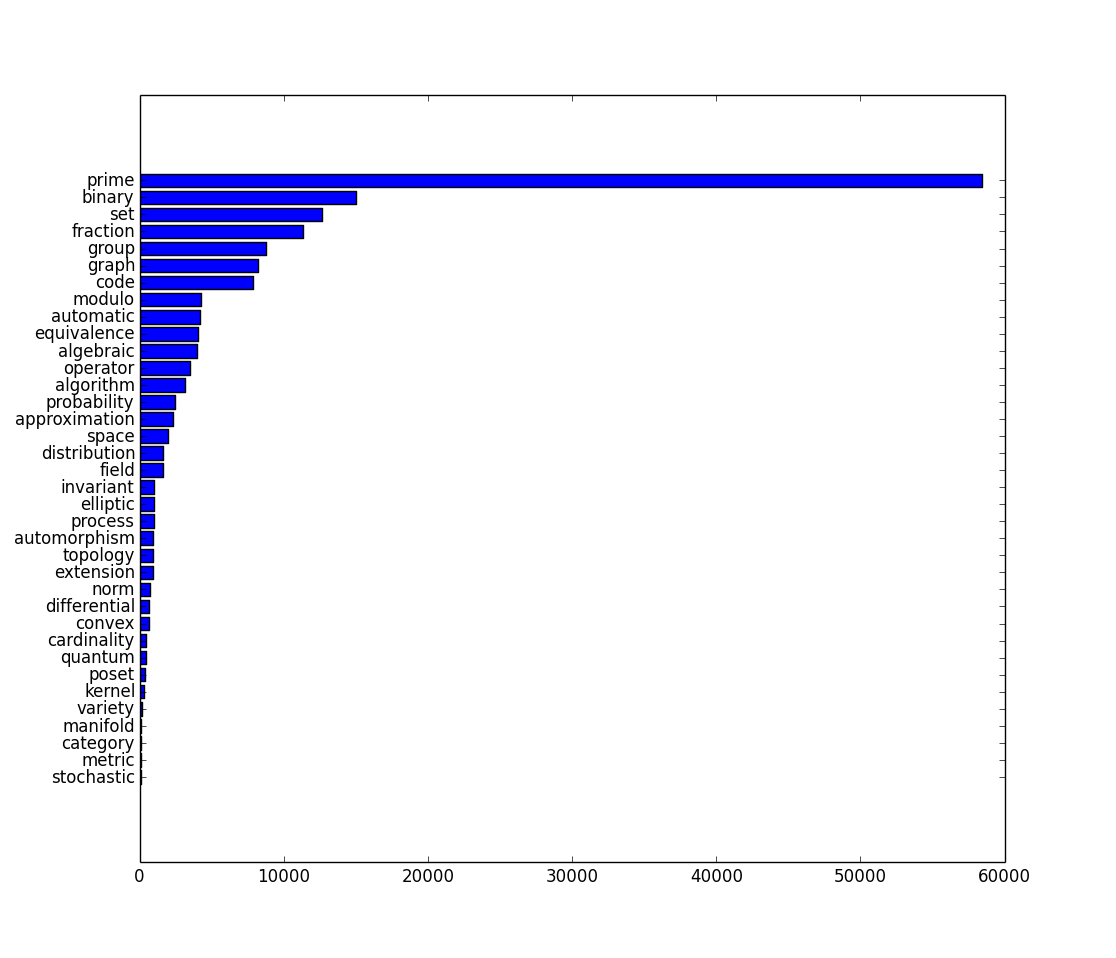 prime
binary
set
fraction
group
graph
code
modulo
automatic
equivalence
algebraic
operator
algorithm
probability
approximation
space
distribution
field
invariant
elliptic
process
automorphism
topology
extension
norm
differential
convex
cardinality
quantum
poset
kernel
variety
manifold
category
metric
stochastic
0 10000 20000 30000 40000 50000 60000